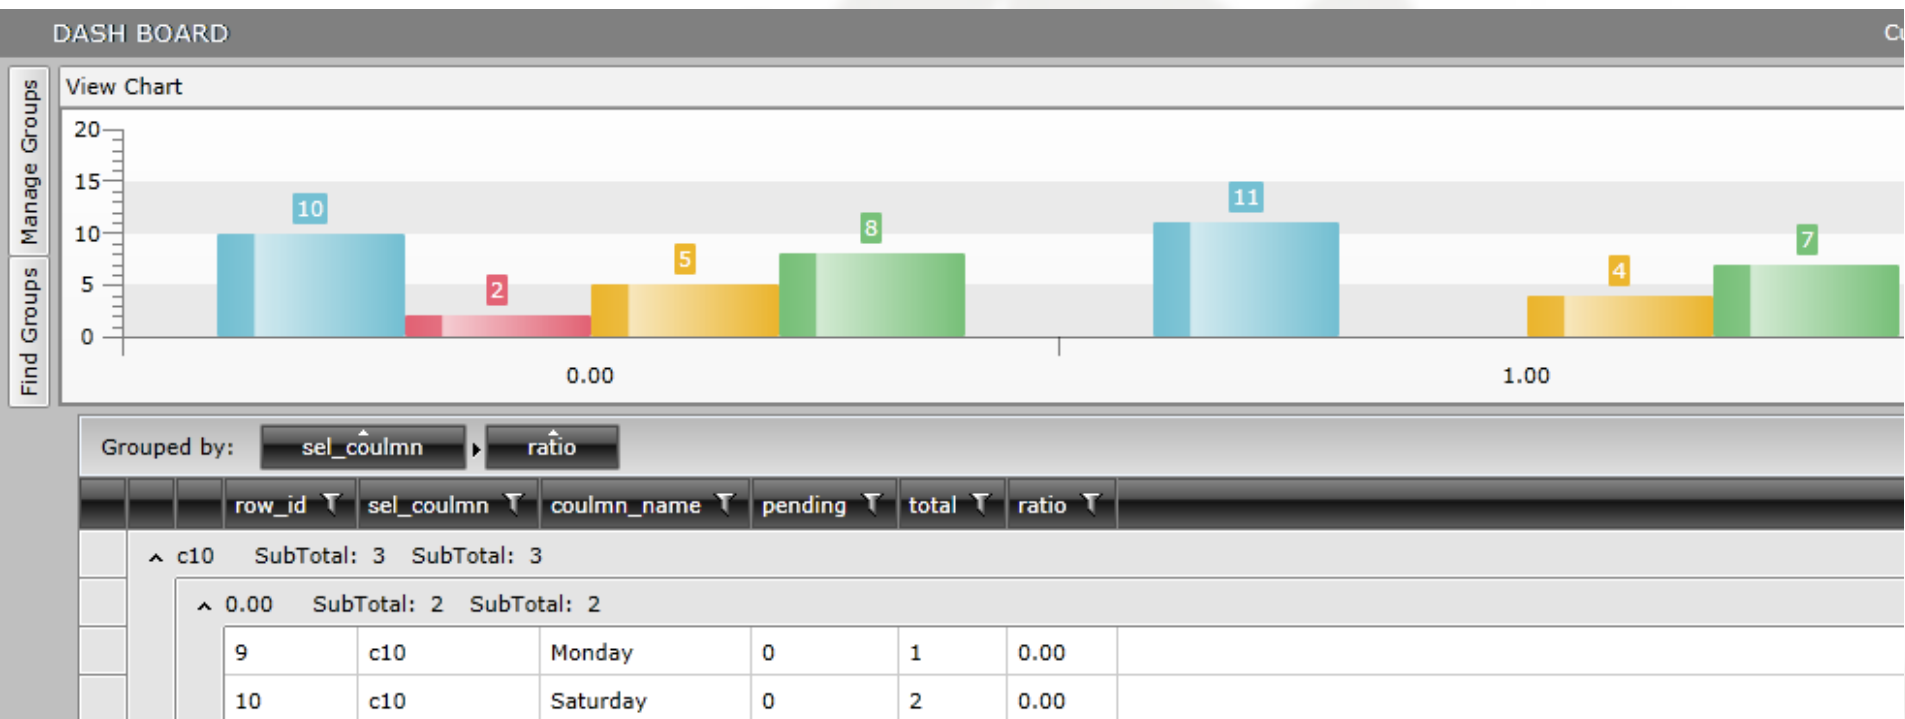 DASH BOARD
Cu
Manage Groups
Find Groups
View Chart
20
15
10
5
0
10
2
5
8
11
4
7
0.00 1.00
Grouped by: sel_coulmn ratio
row_id sel_coulmn coulmn_name pending total ratio
c10 SubTotal: 3 SubTotal: 3
0.00 SubTotal: 2 SubTotal: 2
9 c10 Monday 0 1 0.00
10 c10 Saturday 0 2 0.00